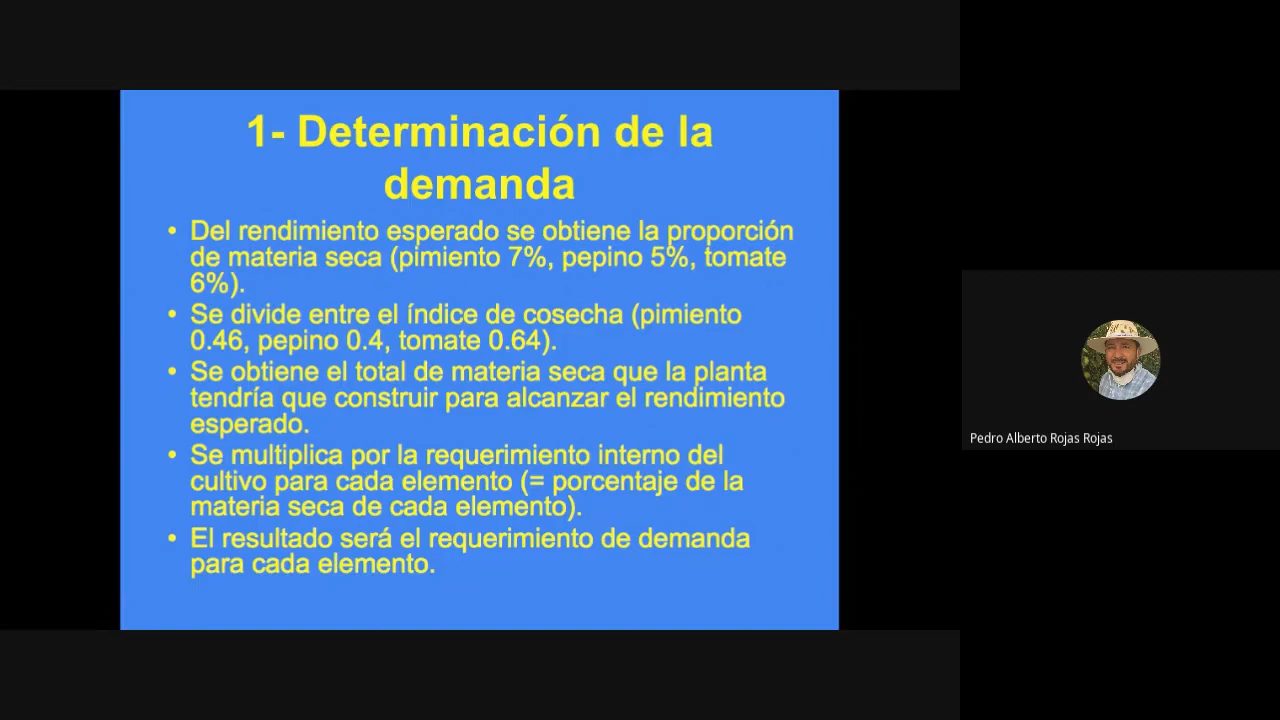 1- Determinación de la
demanda
• Del rendimiento esperado se obtiene la proporción
de materia seca (pimiento 7%, pepino 5%, tomate
6%).
• Se divide entre el índice de cosecha (pimiento
0.46, pepino 0.4, tomate 0.64).
• Se obtiene el total de materia seca que la planta
tendría que construir para alcanzar el rendimiento
esperado.
• Se multiplica por la requerimiento interno del
cultivo para cada elemento (= porcentaje de la
materia seca de cada elemento).
• El resultado será el requerimiento de demanda
para cada elemento.
Pedro Alberto Rojas Rojas